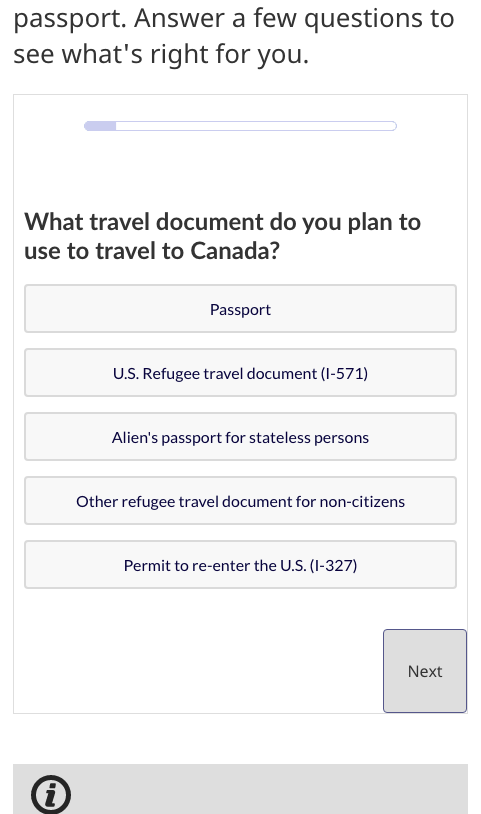 passport. Answer a few questions to
see what's right for you.
What travel document do you plan to
use to travel to Canada?
Passport
U.S. Refugee travel document (I-571)
Alien's passport for stateless persons
Other refugee travel document for non-citizens
Permit to re-enter the U.S. (I-327)
Next